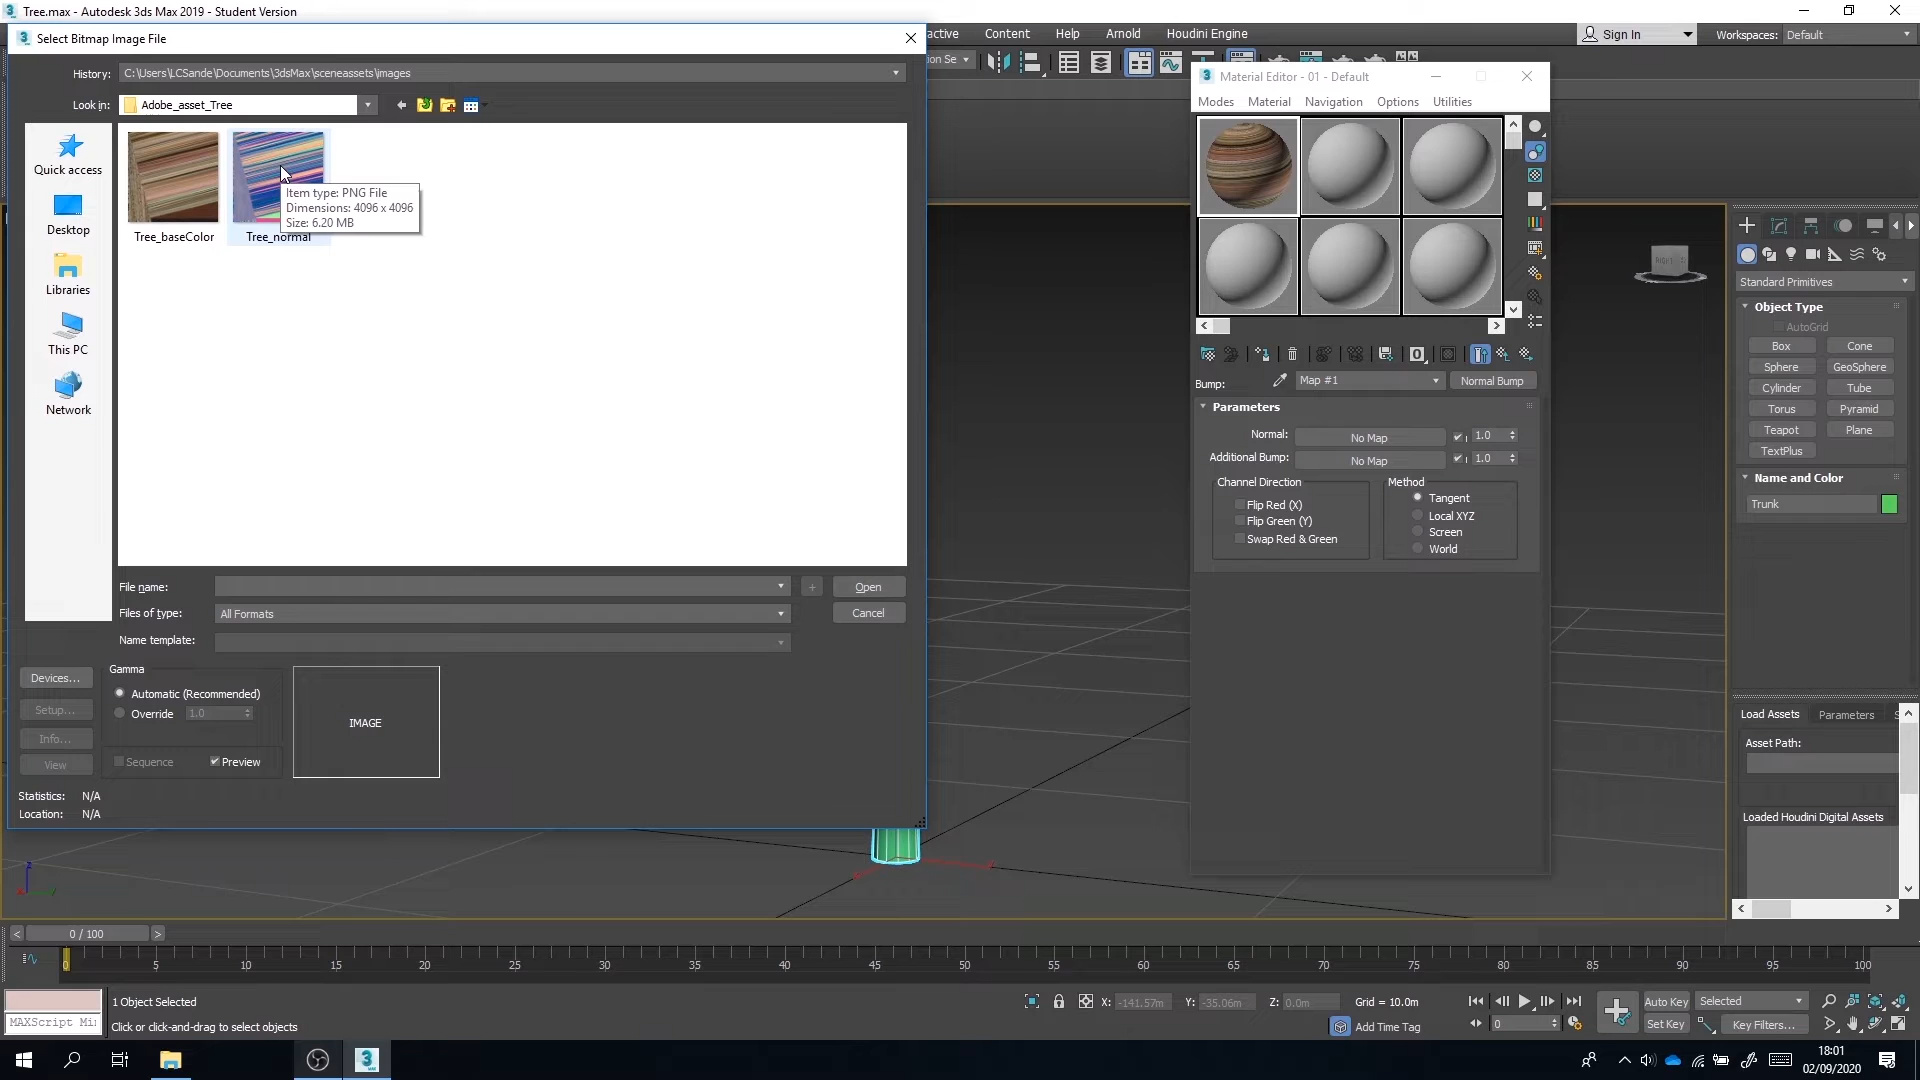 Tree.max - Autodesk 3ds Max 2019 - Student Version
Select Bitmap Image File
History: C:\Users\LCSande\Documents\3dsMax\sceneassets\images
Look in: Adobe_asset_Tree
Quick access
Desktop
Libraries
This PC
Network
Item type: PNG File
Dimensions: 4096 x 4096
Size: 6.20 MB
Tree_baseColor
Tree_normal
File name:
Open
Files of type: All Formats
Cancel
Name template:
Devices...
Setup...
Info...
View
Gamma
Automatic (Recommended)
Override 1.0
Sequence
Preview
IMAGE
Statistics: N/A
Location: N/A
active
Content
Help
Arnold
Houdini Engine
Sign In
Workspaces: Default
on Se
Material Editor - 01 - Default
Modes
Material
Navigation
Options
Utilities
Bump:
Map #1
Normal Bump
Parameters
Normal: No Map 1.0
Additional Bump: No Map 1.0
Channel Direction
Flip Red (X)
Flip Green (Y)
Swap Red & Green
Method
Tangent
Local XYZ
Screen
World
RIGHT
Standard Primitives
Object Type
AutoGrid
Box
Cone
Sphere
GeoSphere
Cylinder
Tube
Torus
Pyramid
Teapot
Plane
TextPlus
Name and Color
Trunk
Load Assets
Parameters
S
Asset Path:
Loaded Houdini Digital Assets
0 / 100
0 5 10 15 20 25 30 35 40 45 50 55 60 65 70 75 80 85 90 95 100
1 Object Selected
MAXScript Mi
Click or click-and-drag to select objects
X: -141.57m
Y: -35.06m
Z: 0.0m
Grid = 10.0m
Add Time Tag
0
Auto Key
Selected
Set Key
Key Filters...
18:01
02/09/2020